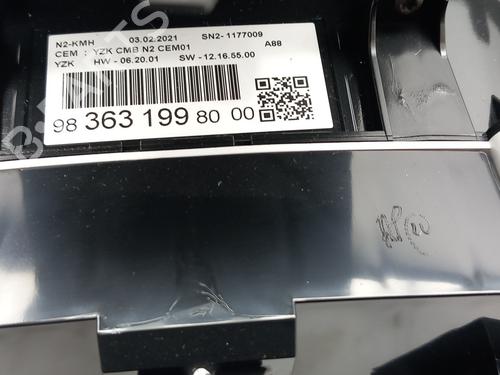 N2-KMH 03.02.2021 SN2- 1177009
CEM : YZK CMB N2 CEM01 A88
YZK HW - 06.20.01 SW - 12.16.55.00
98 363 199 80 00